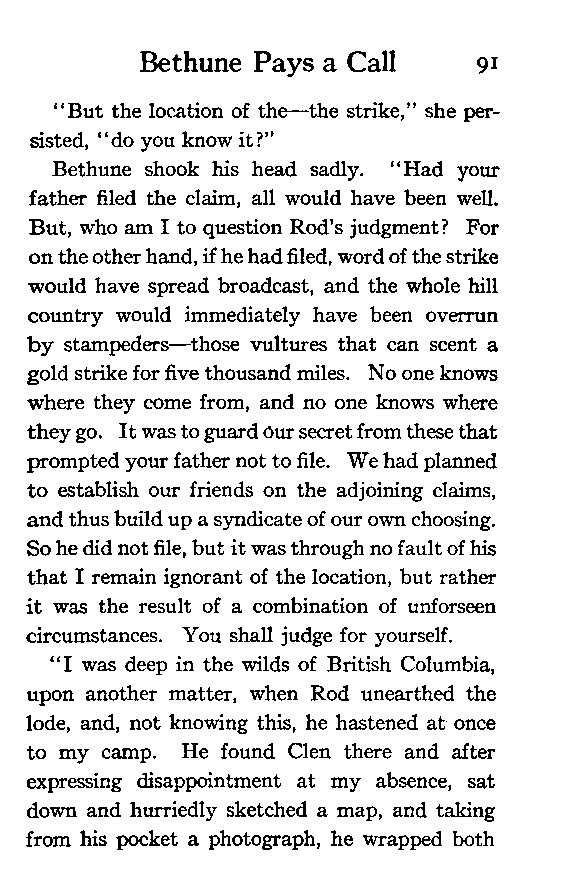 Bethune Pays a Call 91
"But the location of the—the strike," she per-
sisted, "do you know it?"
Bethune shook his head sadly. "Had your
father filed the claim, all would have been well.
But, who am I to question Rod's judgment? For
on the other hand, if he had filed, word of the strike
would have spread broadcast, and the whole hill
country would immediately have been overrun
by stampeders—those vultures that can scent a
gold strike for five thousand miles. No one knows
where they come from, and no one knows where
they go. It was to guard our secret from these that
prompted your father not to file. We had planned
to establish our friends on the adjoining claims,
and thus build up a syndicate of our own choosing.
So he did not file, but it was through no fault of his
that I remain ignorant of the location, but rather
it was the result of a combination of unforseen
circumstances. You shall judge for yourself.
"I was deep in the wilds of British Columbia,
upon another matter, when Rod unearthed the
lode, and, not knowing this, he hastened at once
to my camp. He found Clen there and after
expressing disappointment at my absence, sat
down and hurriedly sketched a map, and taking
from his pocket a photograph, he wrapped both